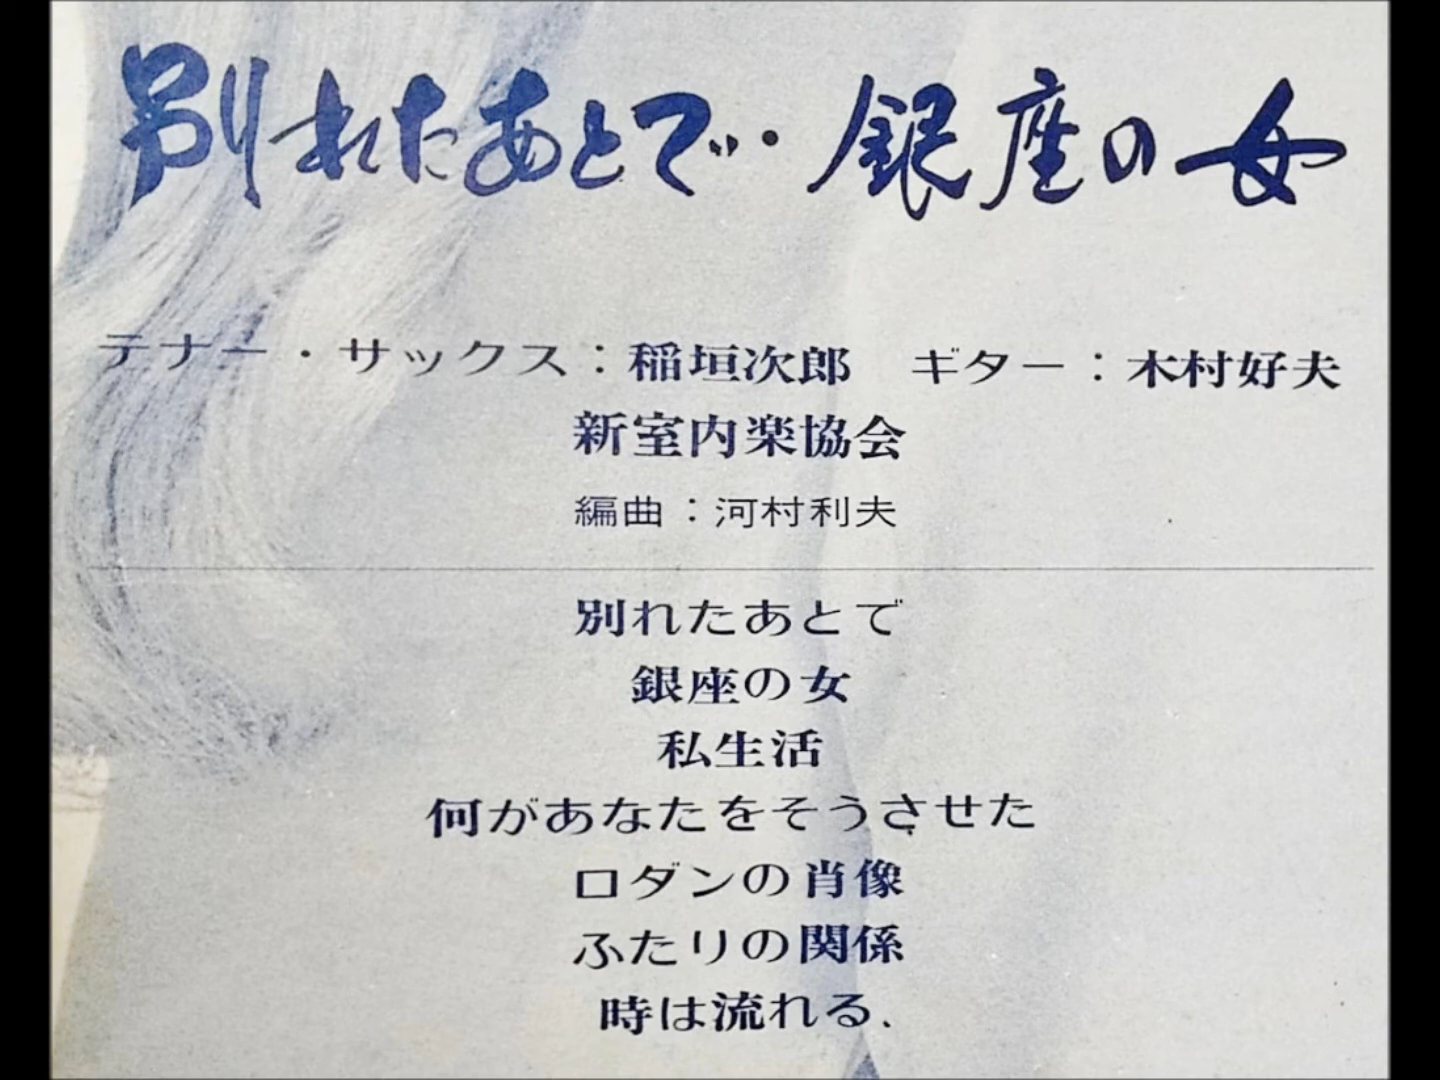 別れたあとで・銀座の女
テナー・サックス：稲垣次郎　ギター：木村好夫
新室内楽協会
編曲：河村利夫
別れたあとで
銀座の女
私生活
何があなたをそうさせた
ロダンの肖像
ふたりの関係
時は流れる.